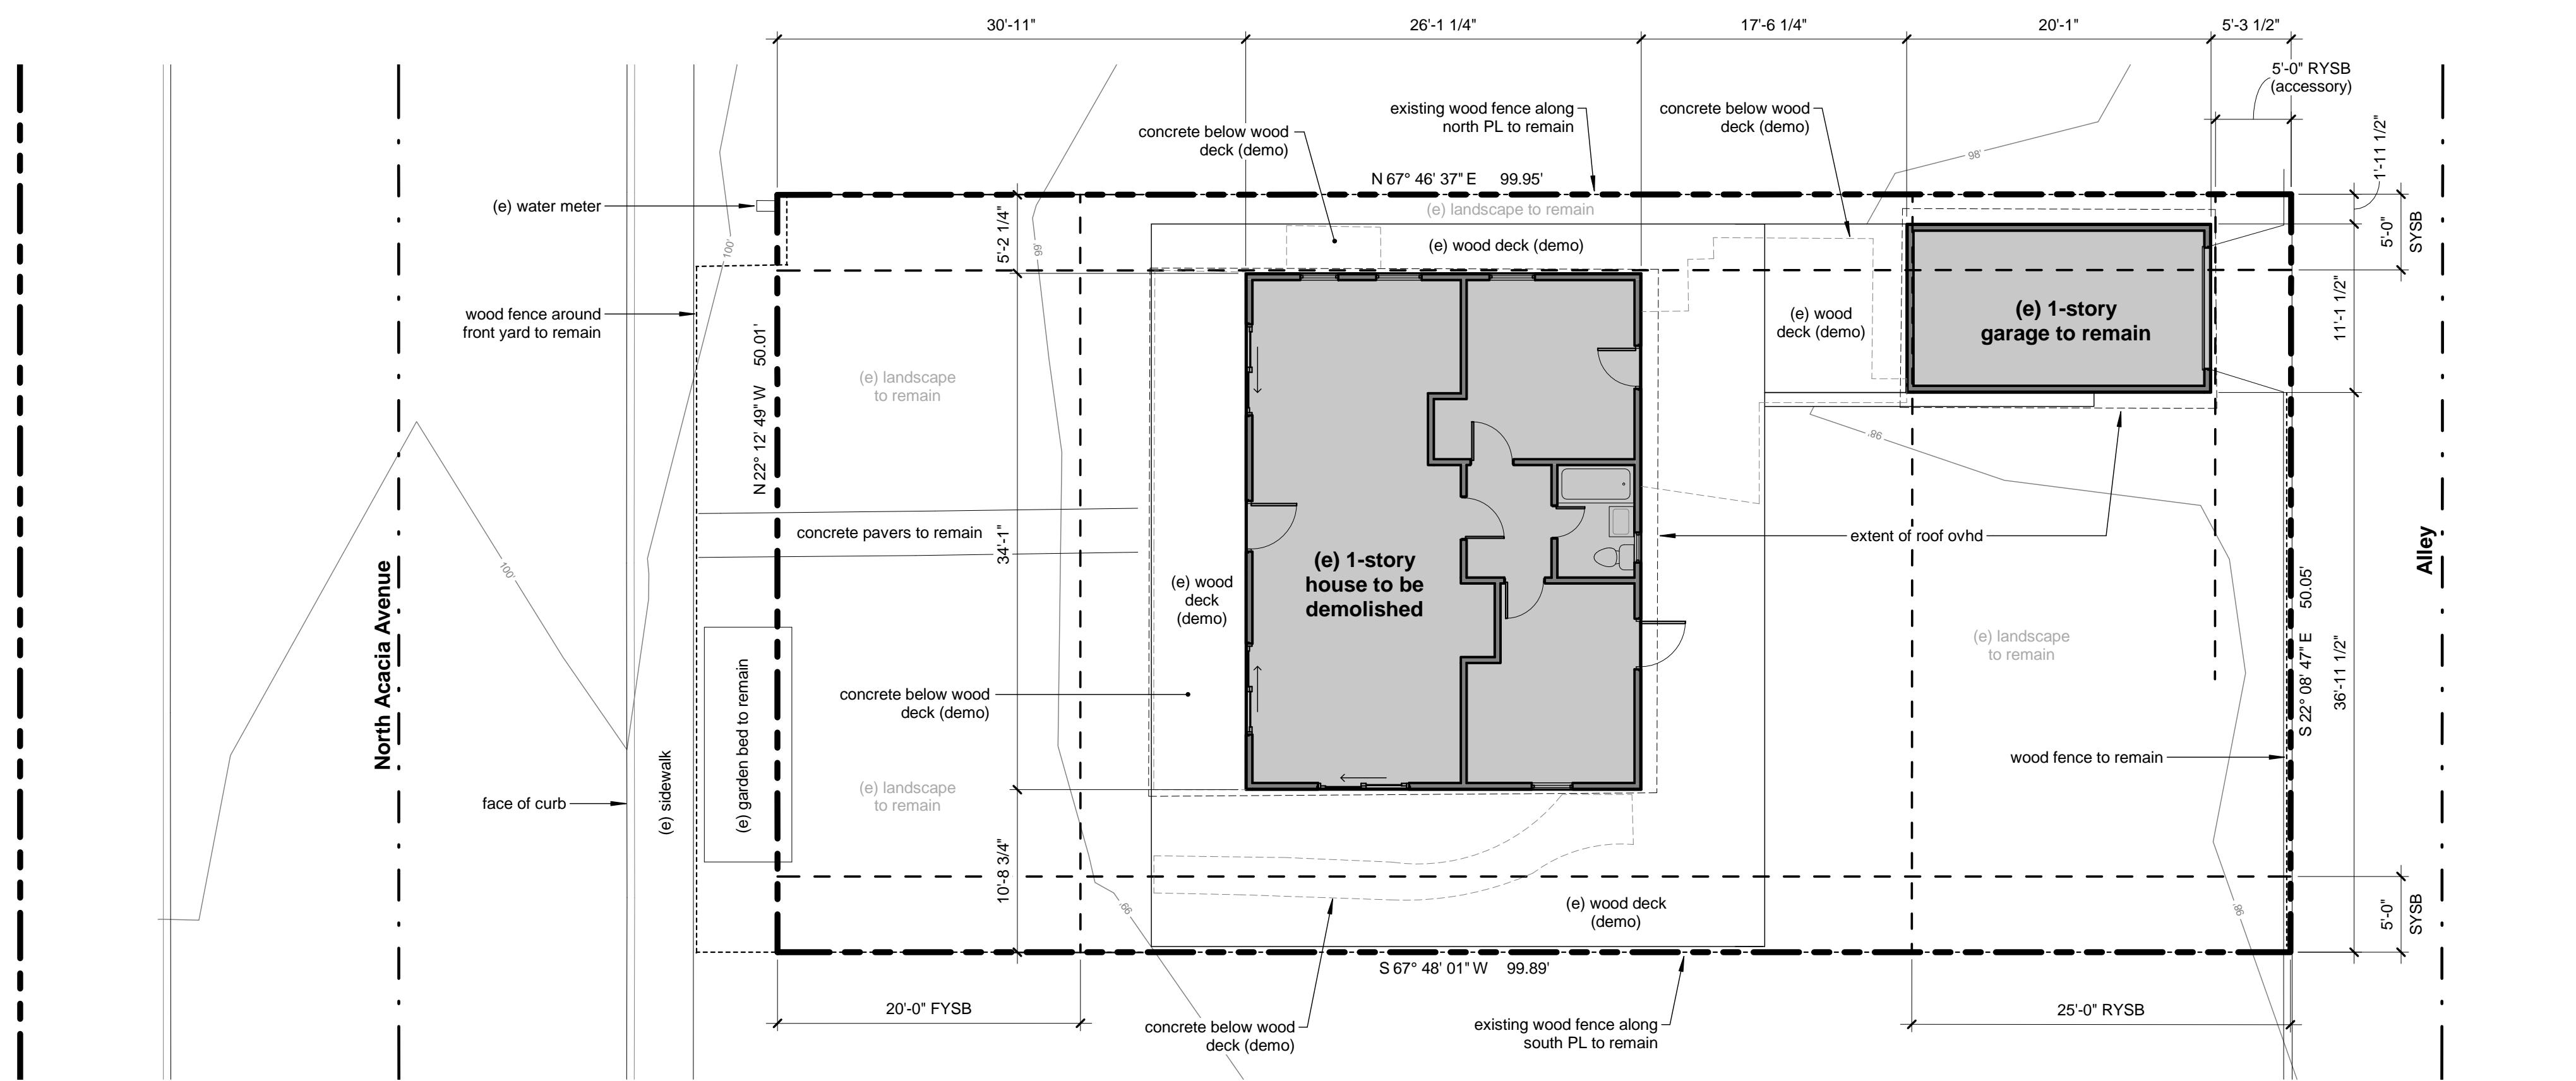 30'-11"
26'-1 1/4"
17'-6 1/4"
20'-1"
5'-3 1/2"
5'-0" RYSB
(accessory)
existing wood fence along
north PL to remain
concrete below wood
deck (demo)
concrete below wood
deck (demo)
1'-11 1/2"
98'
N 67° 46' 37" E 99.95'
(e) water meter
(e) landscape to remain
5'-2 1/4"
5'-0"
SYSB
100'
99'
(e) wood deck (demo)
wood fence around
front yard to remain
(e) wood
deck (demo)
(e) 1-story
garage to remain
11'-1 1/2"
N 22° 12' 49" W 50.01'
(e) landscape
to remain
98'
concrete pavers to remain
34'-1"
extent of roof ovhd
Alley
100'
(e) wood
deck
(demo)
(e) 1-story
house to be
demolished
North Acacia Avenue
(e) landscape
to remain
S 22° 08' 47" E 50.05'
36'-11 1/2"
concrete below wood
deck (demo)
(e) garden bed to remain
wood fence to remain
face of curb
(e) sidewalk
(e) landscape
to remain
10'-8 3/4"
99'
(e) wood deck
(demo)
98'
5'-0"
SYSB
S 67° 48' 01" W 99.89'
20'-0" FYSB
25'-0" RYSB
concrete below wood
deck (demo)
existing wood fence along
south PL to remain